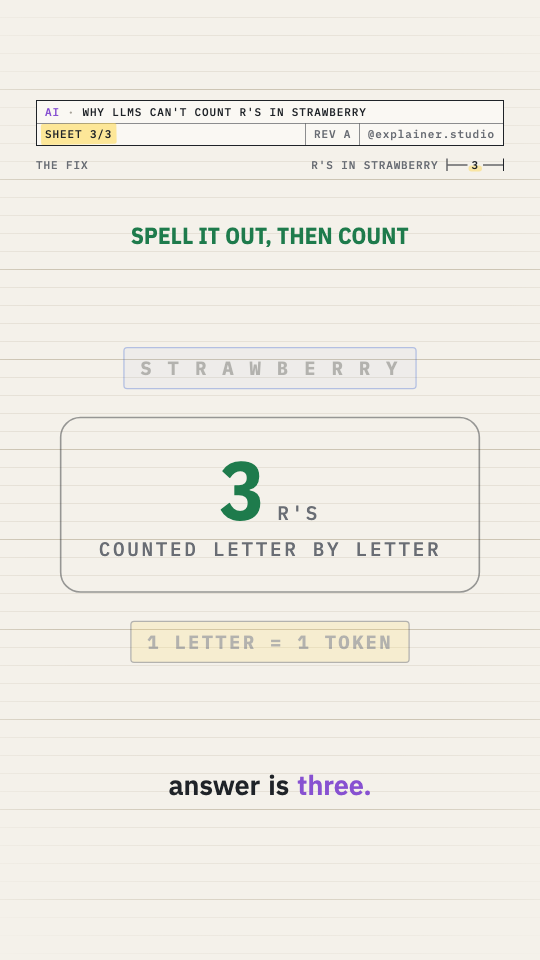 AI · WHY LLMS CAN'T COUNT R'S IN STRAWBERRY
SHEET 3/3 REV A @explainer.studio
THE FIX R'S IN STRAWBERRY 3
SPELL IT OUT, THEN COUNT
S T R A W B E R R Y
3 R'S
COUNTED LETTER BY LETTER
1 LETTER = 1 TOKEN
answer is three.